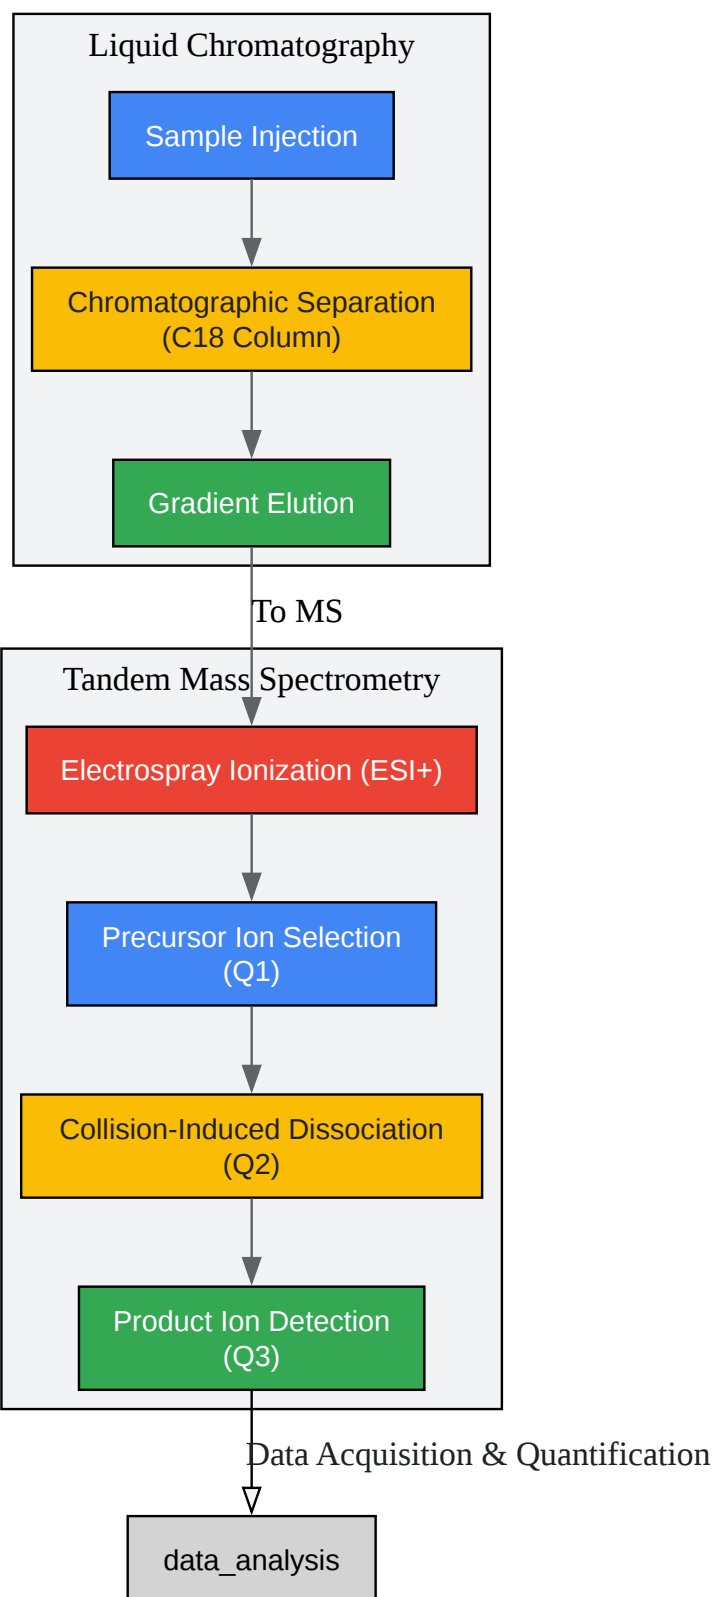 Liquid Chromatography
Sample Injection
Chromatographic Separation
(C18 Column)
Gradient Elution
To MS
Tandem Mass Spectrometry
Electrospray Ionization (ESI+)
Precursor Ion Selection
(Q1)
Collision-Induced Dissociation
(Q2)
Product Ion Detection
(Q3)
Data Acquisition & Quantification
data_analysis